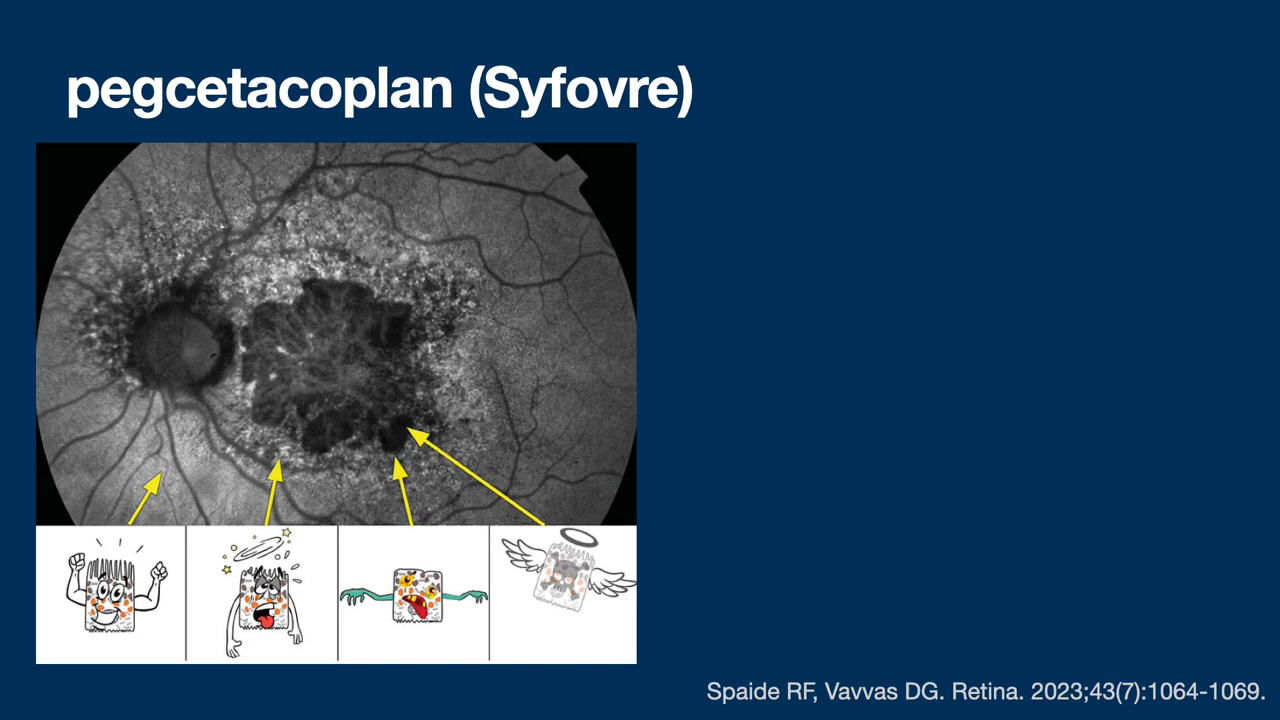 pegcetacoplan (Syfovre)
Spaide RF, Vavvas DG. Retina. 2023;43(7):1064-1069.